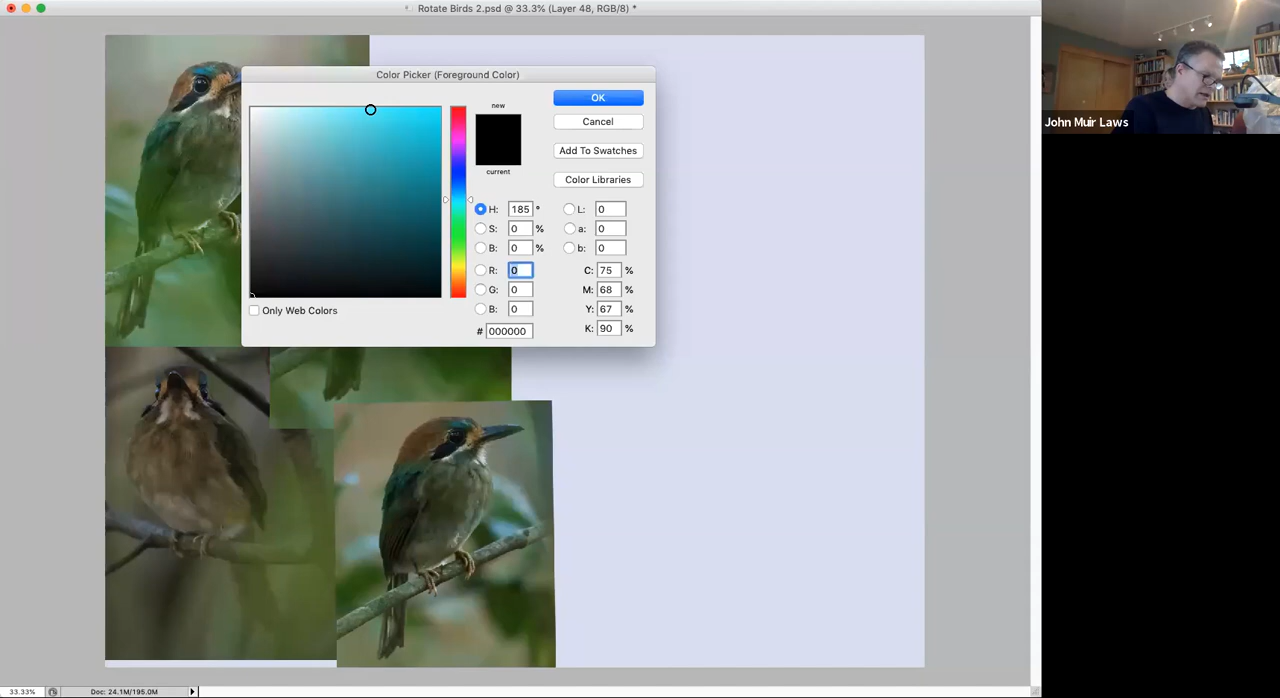 Rotate Birds 2.psd @ 33.3% (Layer 48, RGB/8) *
Color Picker (Foreground Color)
new
current
OK
Cancel
Add To Swatches
Color Libraries
H: 185 °
S: 0 %
B: 0 %
R: 0
G: 0
B: 0
# 000000
L: 0
a: 0
b: 0
C: 75 %
M: 68 %
Y: 67 %
K: 90 %
Only Web Colors
John Muir Laws
33.33%
Doc: 24.1M/195.0M